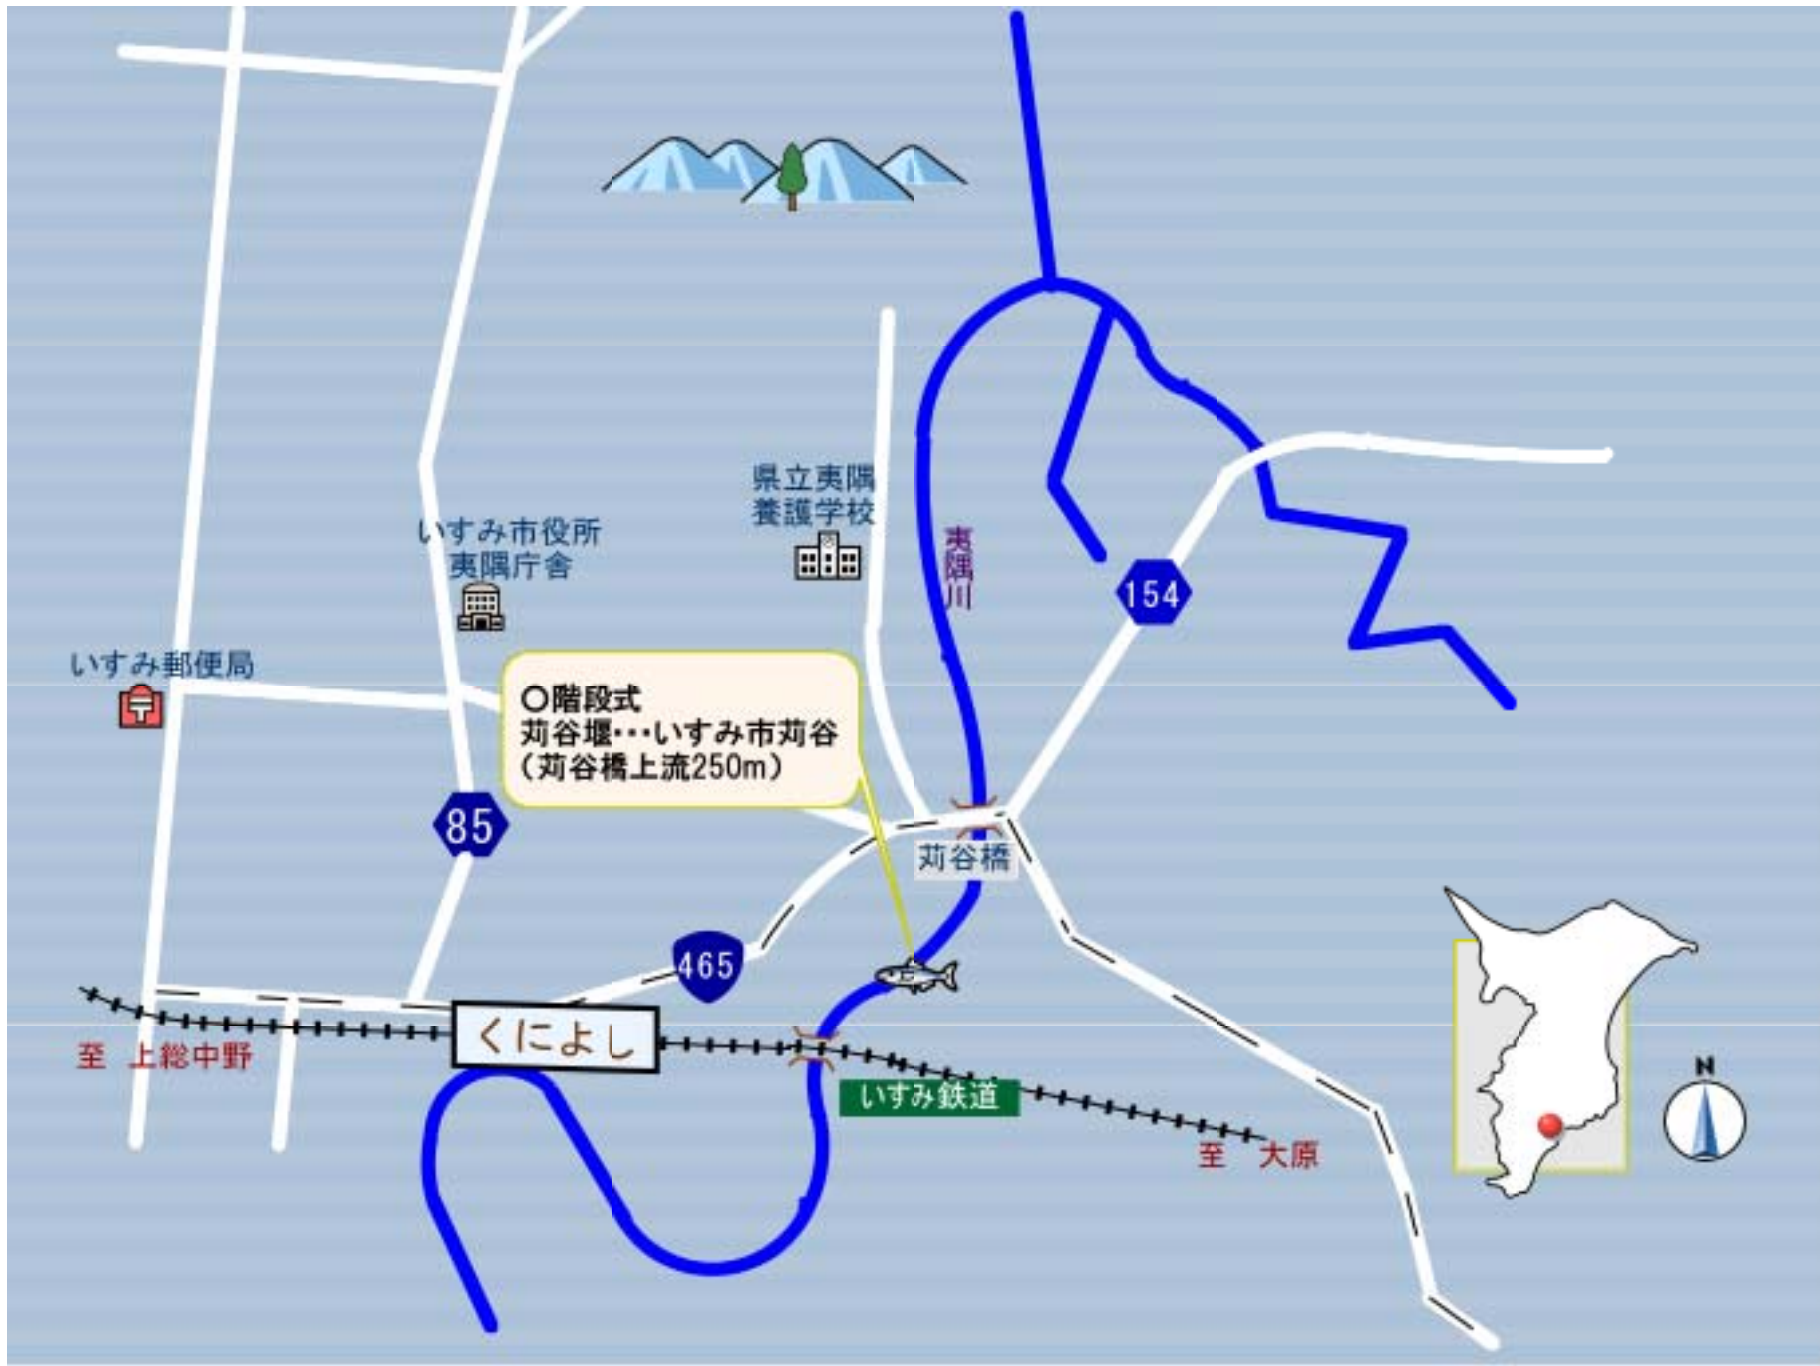 県立夷隅
養護学校
いすみ市役所
夷隅庁舎
夷隅川
154
いすみ郵便局
〇階段式
苅谷堰・・・いすみ市苅谷
（苅谷橋上流250m）
85
苅谷橋
465
くによし
至 上総中野
いすみ鉄道
至 大原
N